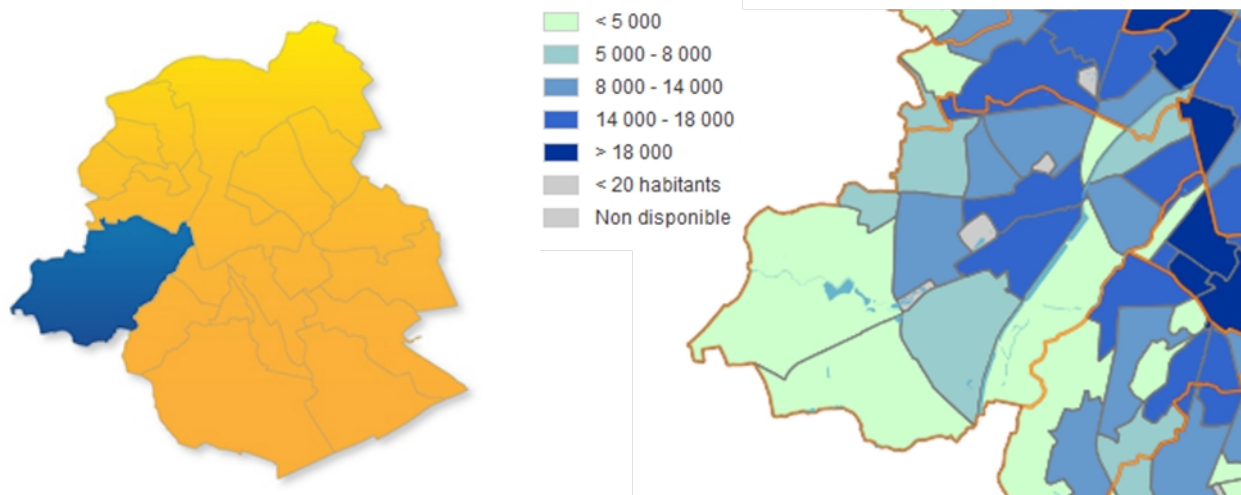 < 5 000
5 000 - 8 000
8 000 - 14 000
14 000 - 18 000
> 18 000
< 20 habitants
Non disponible